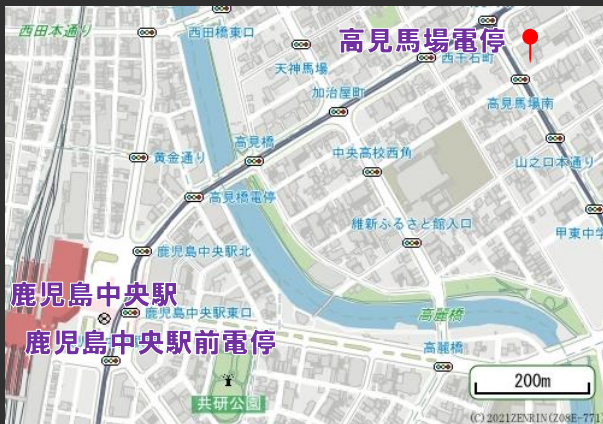 西田本通り
西田橋東口
高見馬場電停
天神馬場
西千石町
加治屋町
高見馬場南
高見橋
黄金通り
中央高校西角
山之口本通り
高見橋電停
維新ふるさと館入口
甲東中学
鹿児島中央駅北
鹿児島中央駅
鹿児島中央駅東口
高麗橋
鹿児島中央駅前電停
高麗橋
200m
共研公園
(C) 2021ZENRIN(Z08E-771